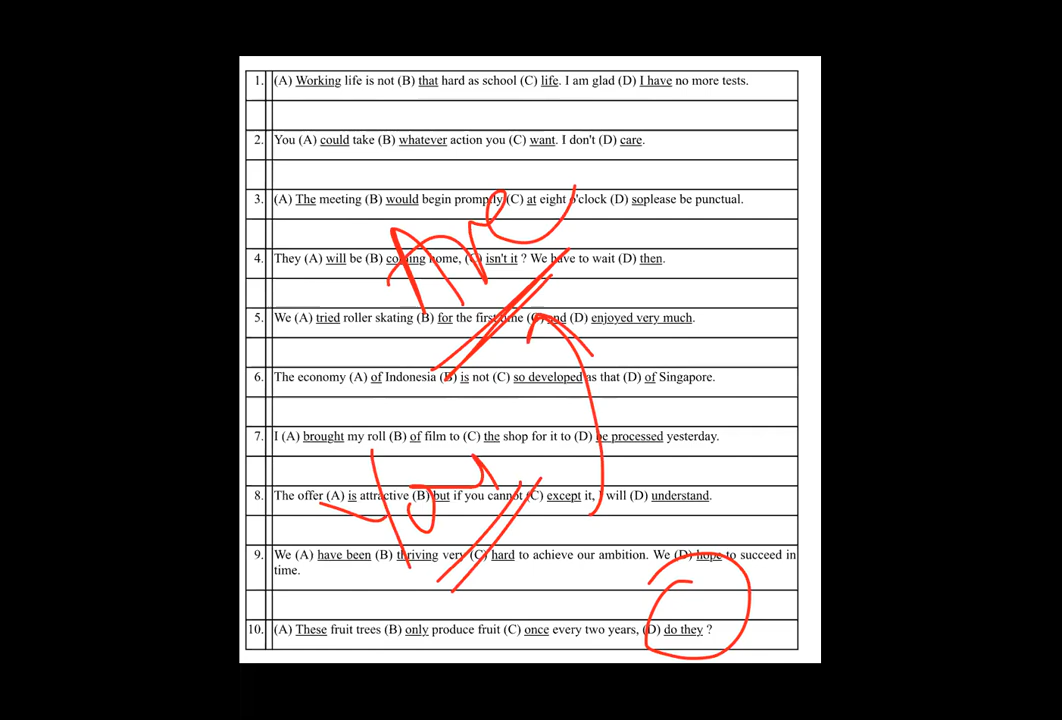 1. (A) Working life is not (B) that hard as school (C) life. I am glad (D) I have no more tests.
2. You (A) could take (B) whatever action you (C) want. I don't (D) care.
3. (A) The meeting (B) would begin promptly (C) at eight o'clock (D) soplease be punctual.
4. They (A) will be (B) coming home, (C) isn't it ? We have to wait (D) then.
5. We (A) tried roller skating (B) for the first time (C) and (D) enjoyed very much.
6. The economy (A) of Indonesia (B) is not (C) so developed as that (D) of Singapore.
7. I (A) brought my roll (B) of film to (C) the shop for it to (D) be processed yesterday.
8. The offer (A) is attractive (B) but if you cannot (C) except it, I will (D) understand.
9. We (A) have been (B) thriving very (C) hard to achieve our ambition. We (D) hope to succeed in
time.
10. (A) These fruit trees (B) only produce fruit (C) once every two years, (D) do they ?